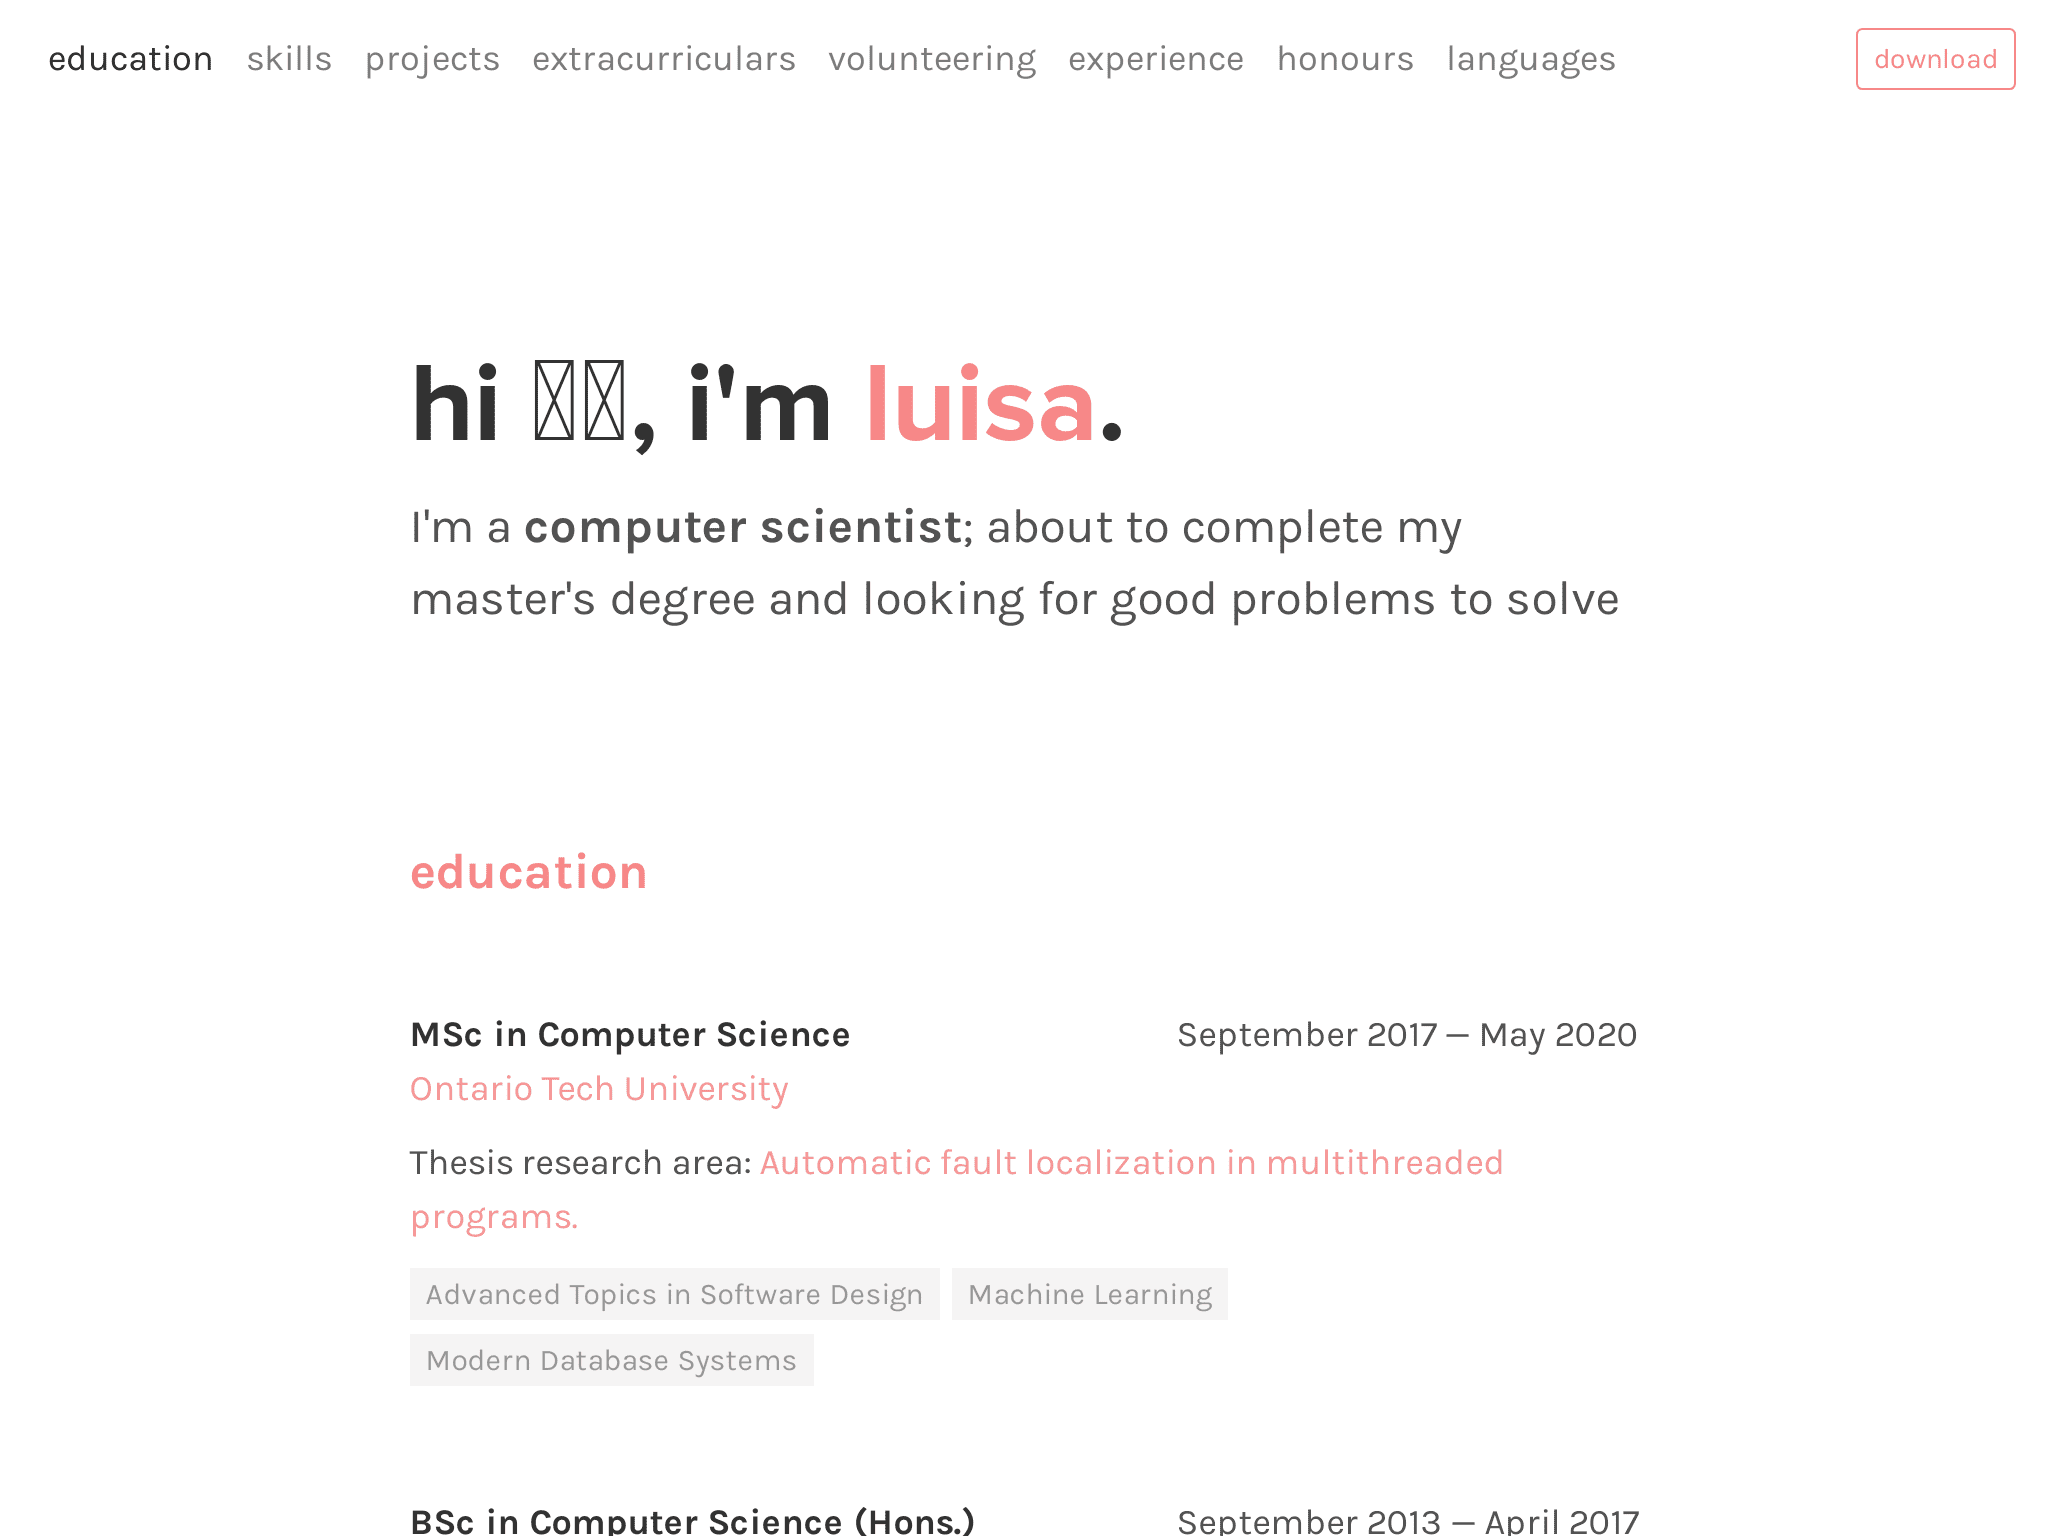 education skills projects extracurriculars volunteering experience honours languages download
hi , i'm luisa.
I'm a computer scientist; about to complete my
master's degree and looking for good problems to solve
education
MSc in Computer Science September 2017 — May 2020
Ontario Tech University
Thesis research area: Automatic fault localization in multithreaded
programs.
Advanced Topics in Software Design Machine Learning
Modern Database Systems
BSc in Computer Science (Hons.) September 2013 — April 2017